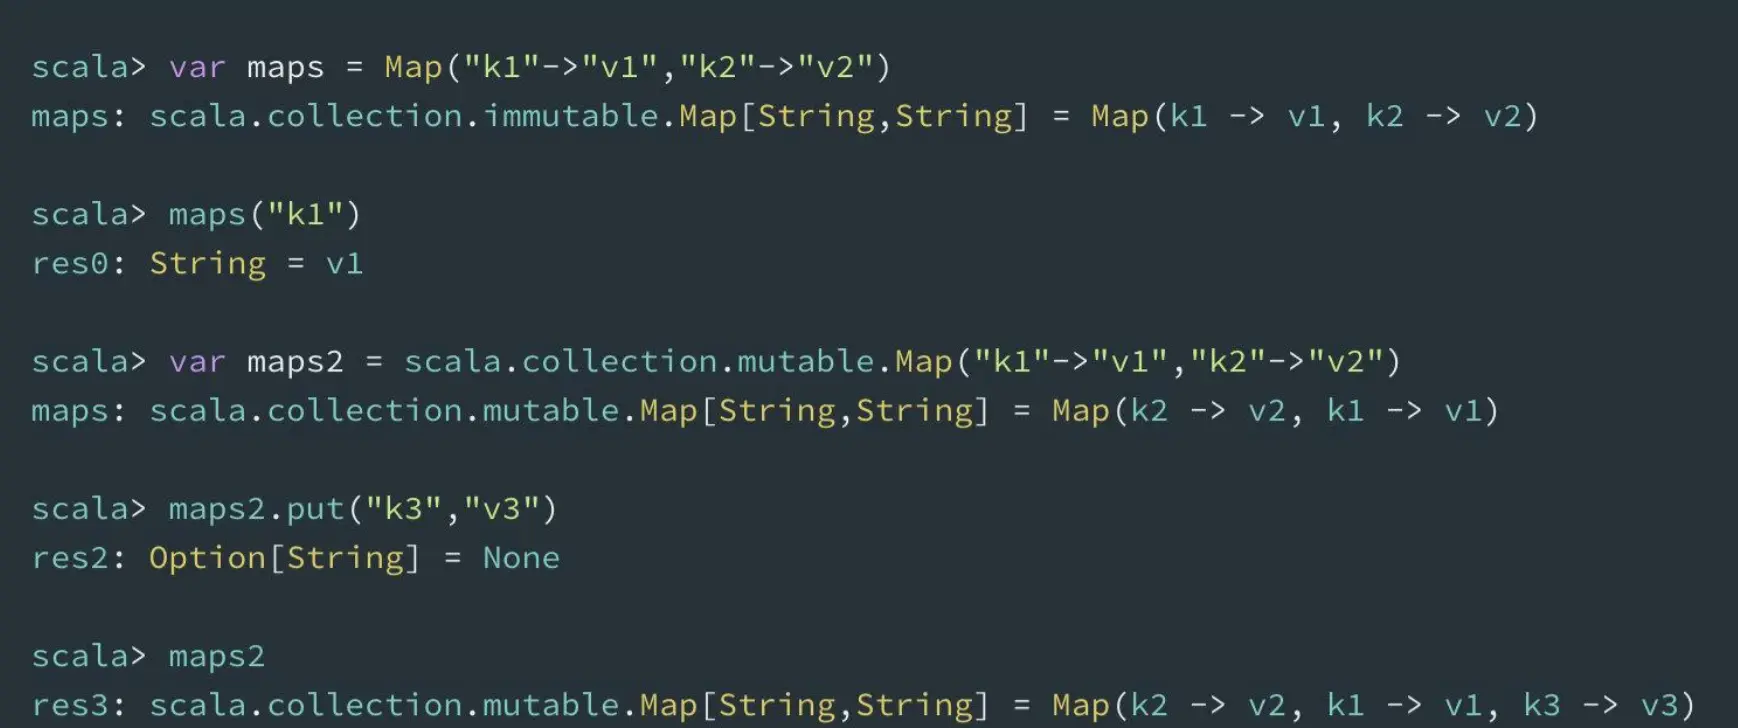 scala> var maps = Map("k1"->"v1","k2"->"v2")
maps: scala.collection.immutable.Map[String,String] = Map(k1 -> v1, k2 -> v2)
scala> maps("k1")
res0: String = v1
scala> var maps2 = scala.collection.mutable.Map("k1"->"v1","k2"->"v2")
maps: scala.collection.mutable.Map[String,String] = Map(k2 -> v2, k1 -> v1)
scala> maps2.put("k3","v3")
res2: Option[String] = None
scala> maps2
res3: scala.collection.mutable.Map[String,String] = Map(k2 -> v2, k1 -> v1, k3 -> v3)